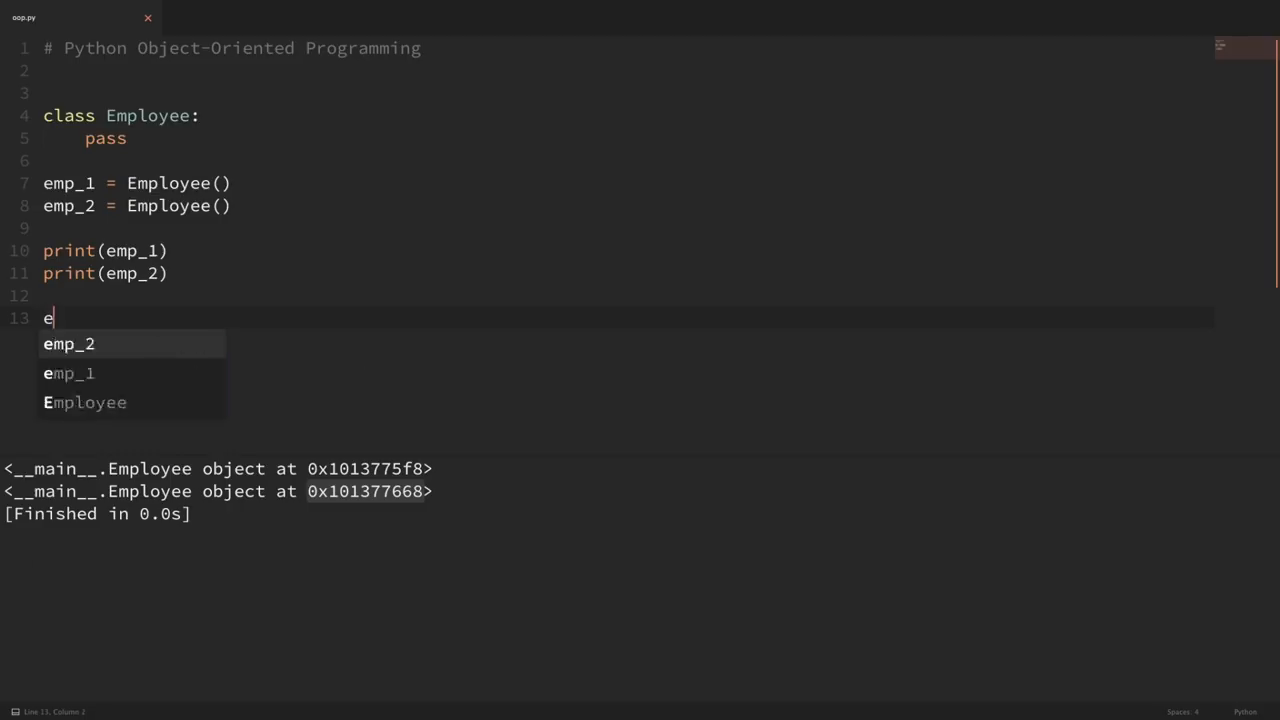 oop.py
1 # Python Object-Oriented Programming
2
3
4 class Employee:
5     pass
6
7 emp_1 = Employee()
8 emp_2 = Employee()
9
10 print(emp_1)
11 print(emp_2)
12
13 e
emp_2
emp_1
Employee
<__main__.Employee object at 0x1013775f8>
<__main__.Employee object at 0x101377668>
[Finished in 0.0s]
Line 13, Column 2
Spaces: 4
Python